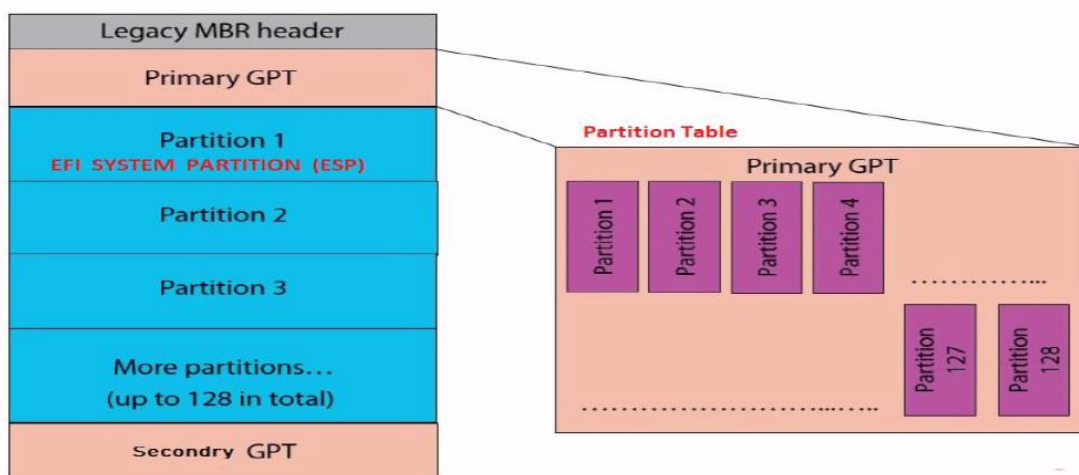 Legacy MBR header
Primary GPT
Partition 1
EFI SYSTEM PARTITION (ESP)
Partition 2
Partition 3
More partitions...
(up to 128 in total)
Secondry GPT
Partition Table
Primary GPT
Partition 1
Partition 2
Partition 3
Partition 4
Partition
127
Partition
128